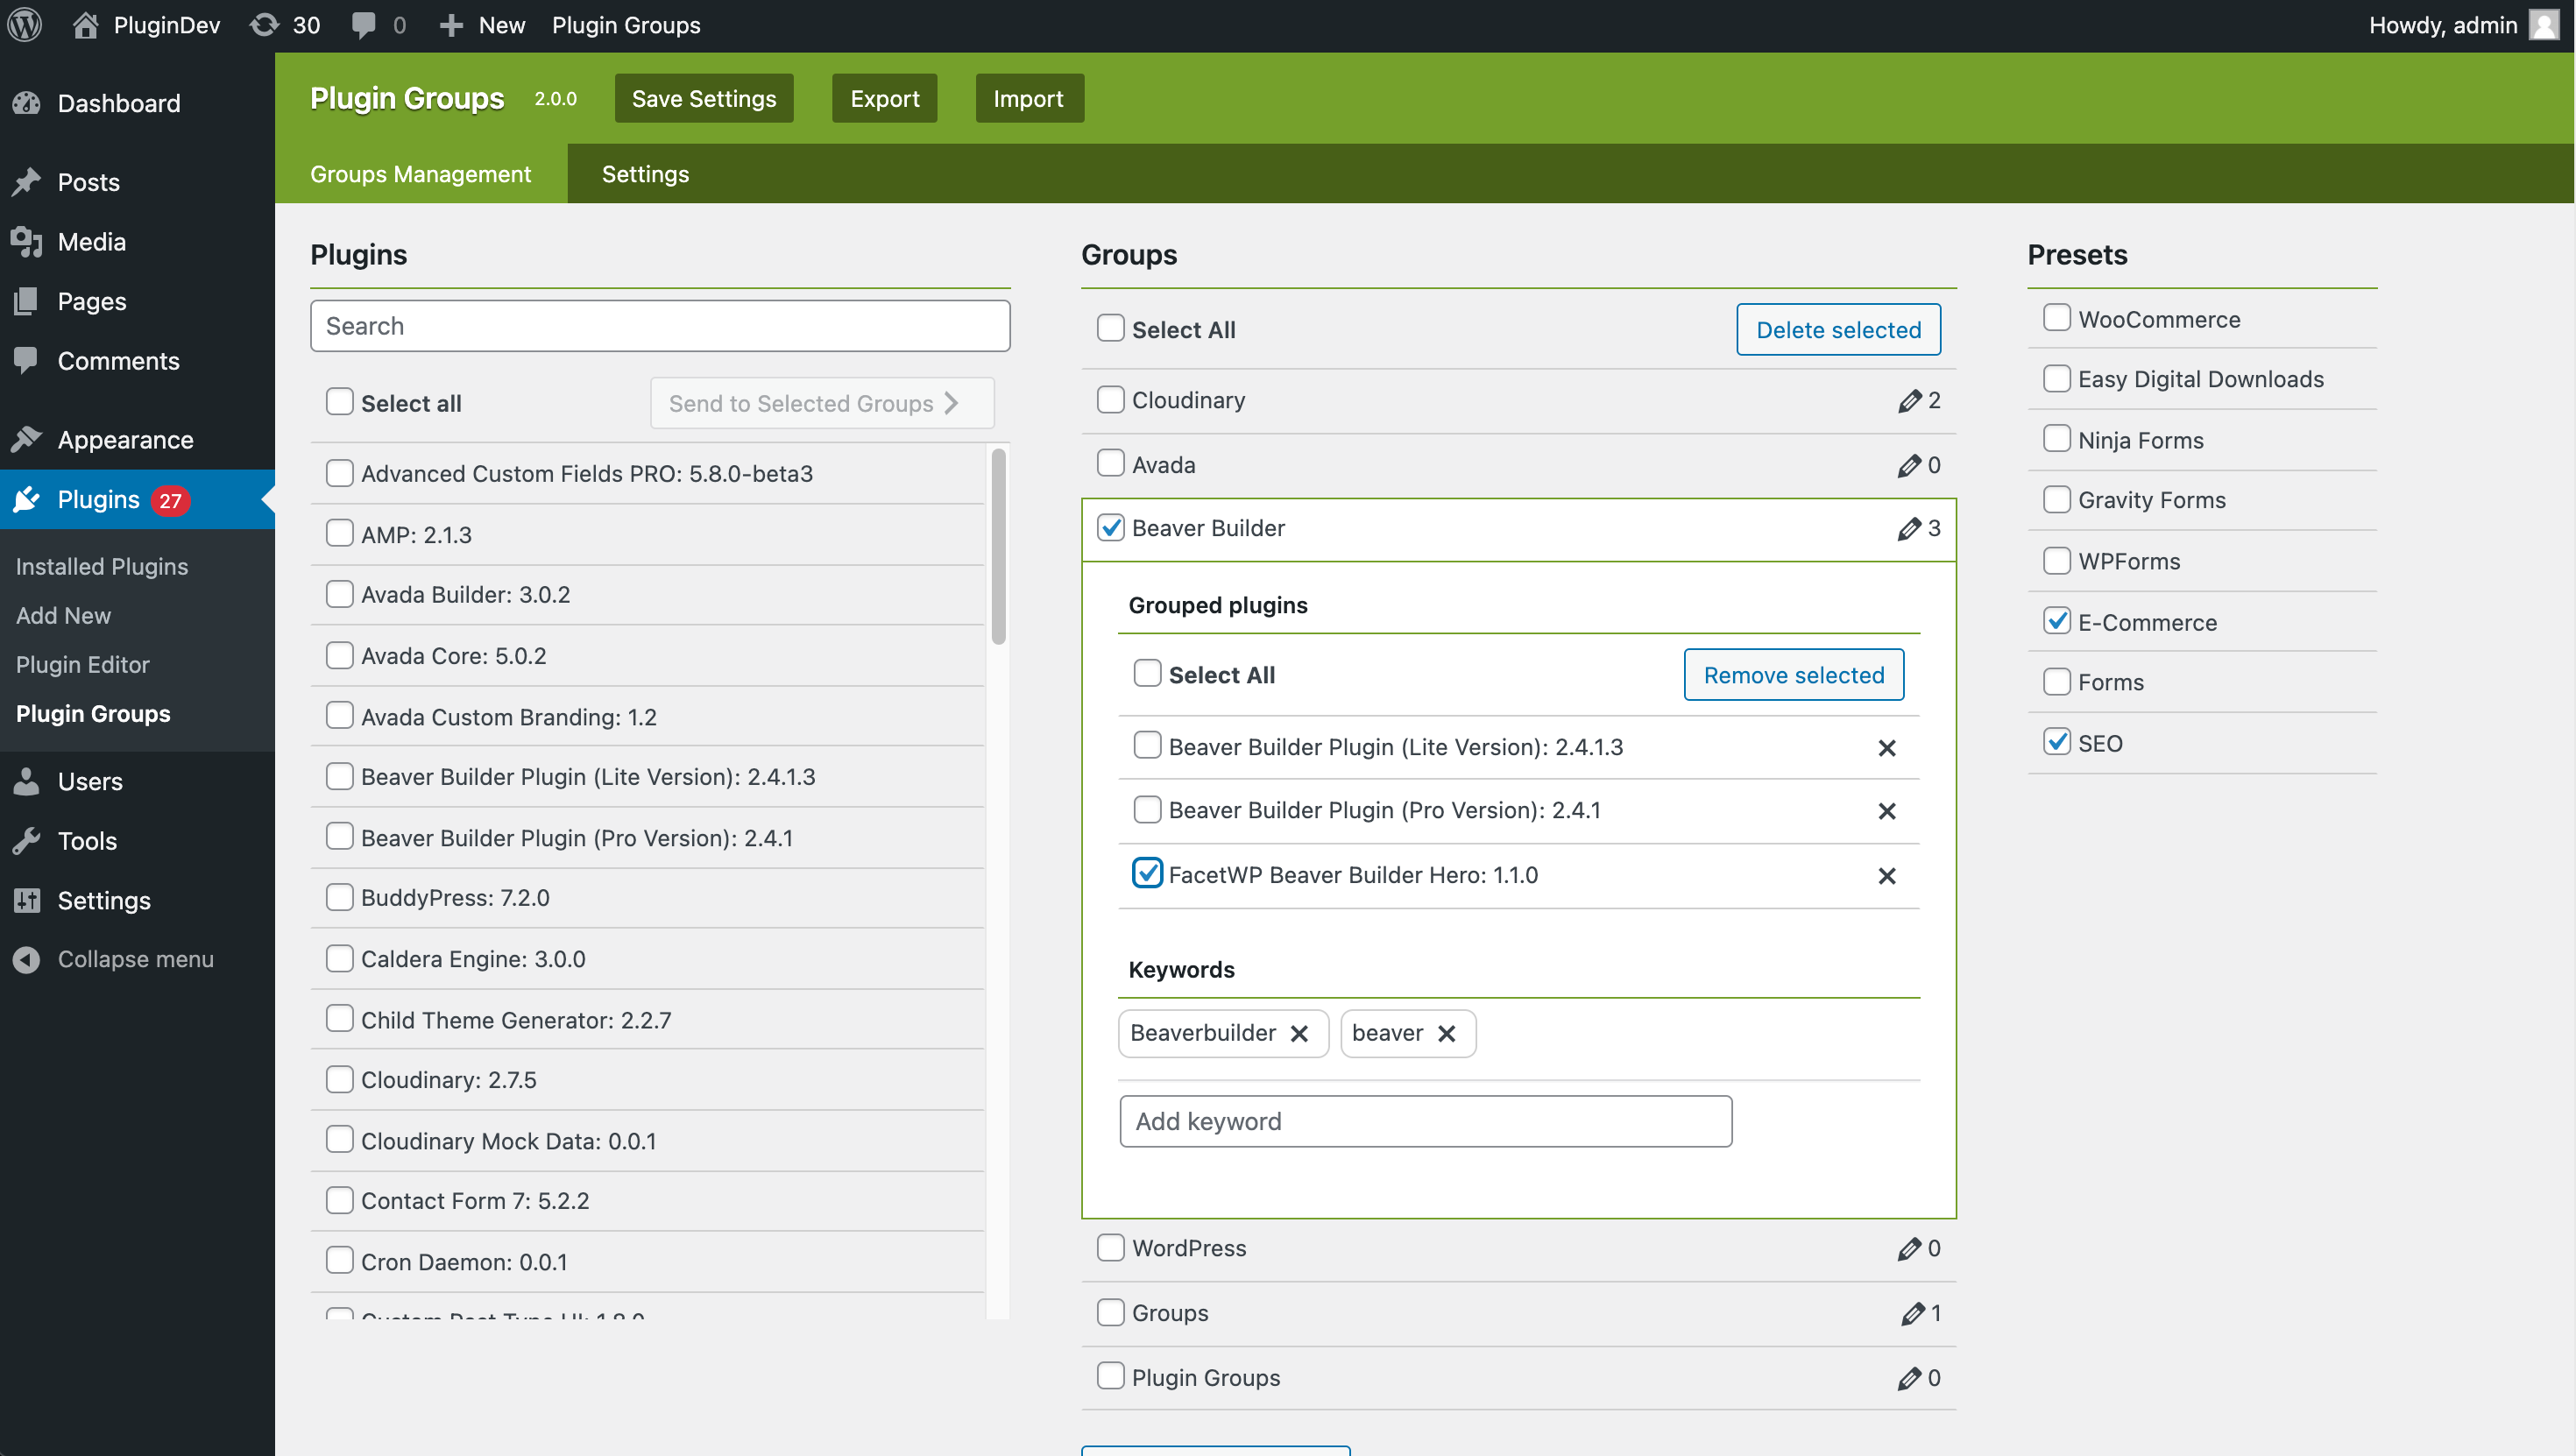 PluginDev 30 0 New Plugin Groups Howdy, admin
Dashboard
Posts
Media
Pages
Comments
Appearance
Plugins 27
Installed Plugins
Add New
Plugin Editor
Plugin Groups
Users
Tools
Settings
Collapse menu
Plugin Groups 2.0.0 Save Settings Export Import
Groups Management Settings
Plugins
Search
Select all Send to Selected Groups
Advanced Custom Fields PRO: 5.8.0-beta3
AMP: 2.1.3
Avada Builder: 3.0.2
Avada Core: 5.0.2
Avada Custom Branding: 1.2
Beaver Builder Plugin (Lite Version): 2.4.1.3
Beaver Builder Plugin (Pro Version): 2.4.1
BuddyPress: 7.2.0
Caldera Engine: 3.0.0
Child Theme Generator: 2.2.7
Cloudinary: 2.7.5
Cloudinary Mock Data: 0.0.1
Contact Form 7: 5.2.2
Cron Daemon: 0.0.1
Custom Post Type UI: 1.8.0
Groups
Select All Delete selected
Cloudinary 2
Avada 0
Beaver Builder 3
Grouped plugins
Select All Remove selected
Beaver Builder Plugin (Lite Version): 2.4.1.3
Beaver Builder Plugin (Pro Version): 2.4.1
FacetWP Beaver Builder Hero: 1.1.0
Keywords
Beaverbuilder beaver
Add keyword
WordPress 0
Groups 1
Plugin Groups 0
Presets
WooCommerce
Easy Digital Downloads
Ninja Forms
Gravity Forms
WPForms
E-Commerce
Forms
SEO